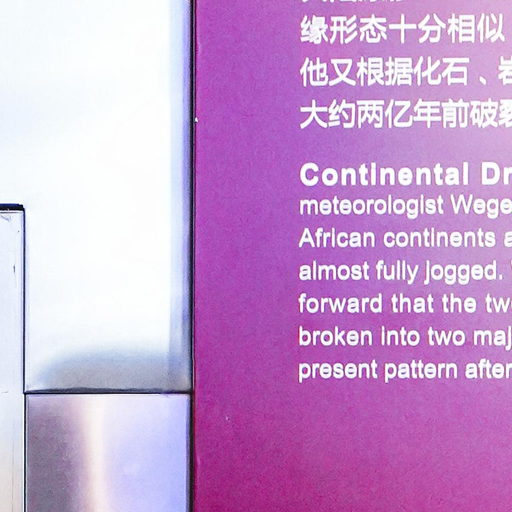 缘形态十分相似
他又根据化石、岩
大约两亿年前破裂
Continental Dr
meteorologist Wege
African continents a
almost fully jogged.
forward that the tw
broken into two maj
present pattern after